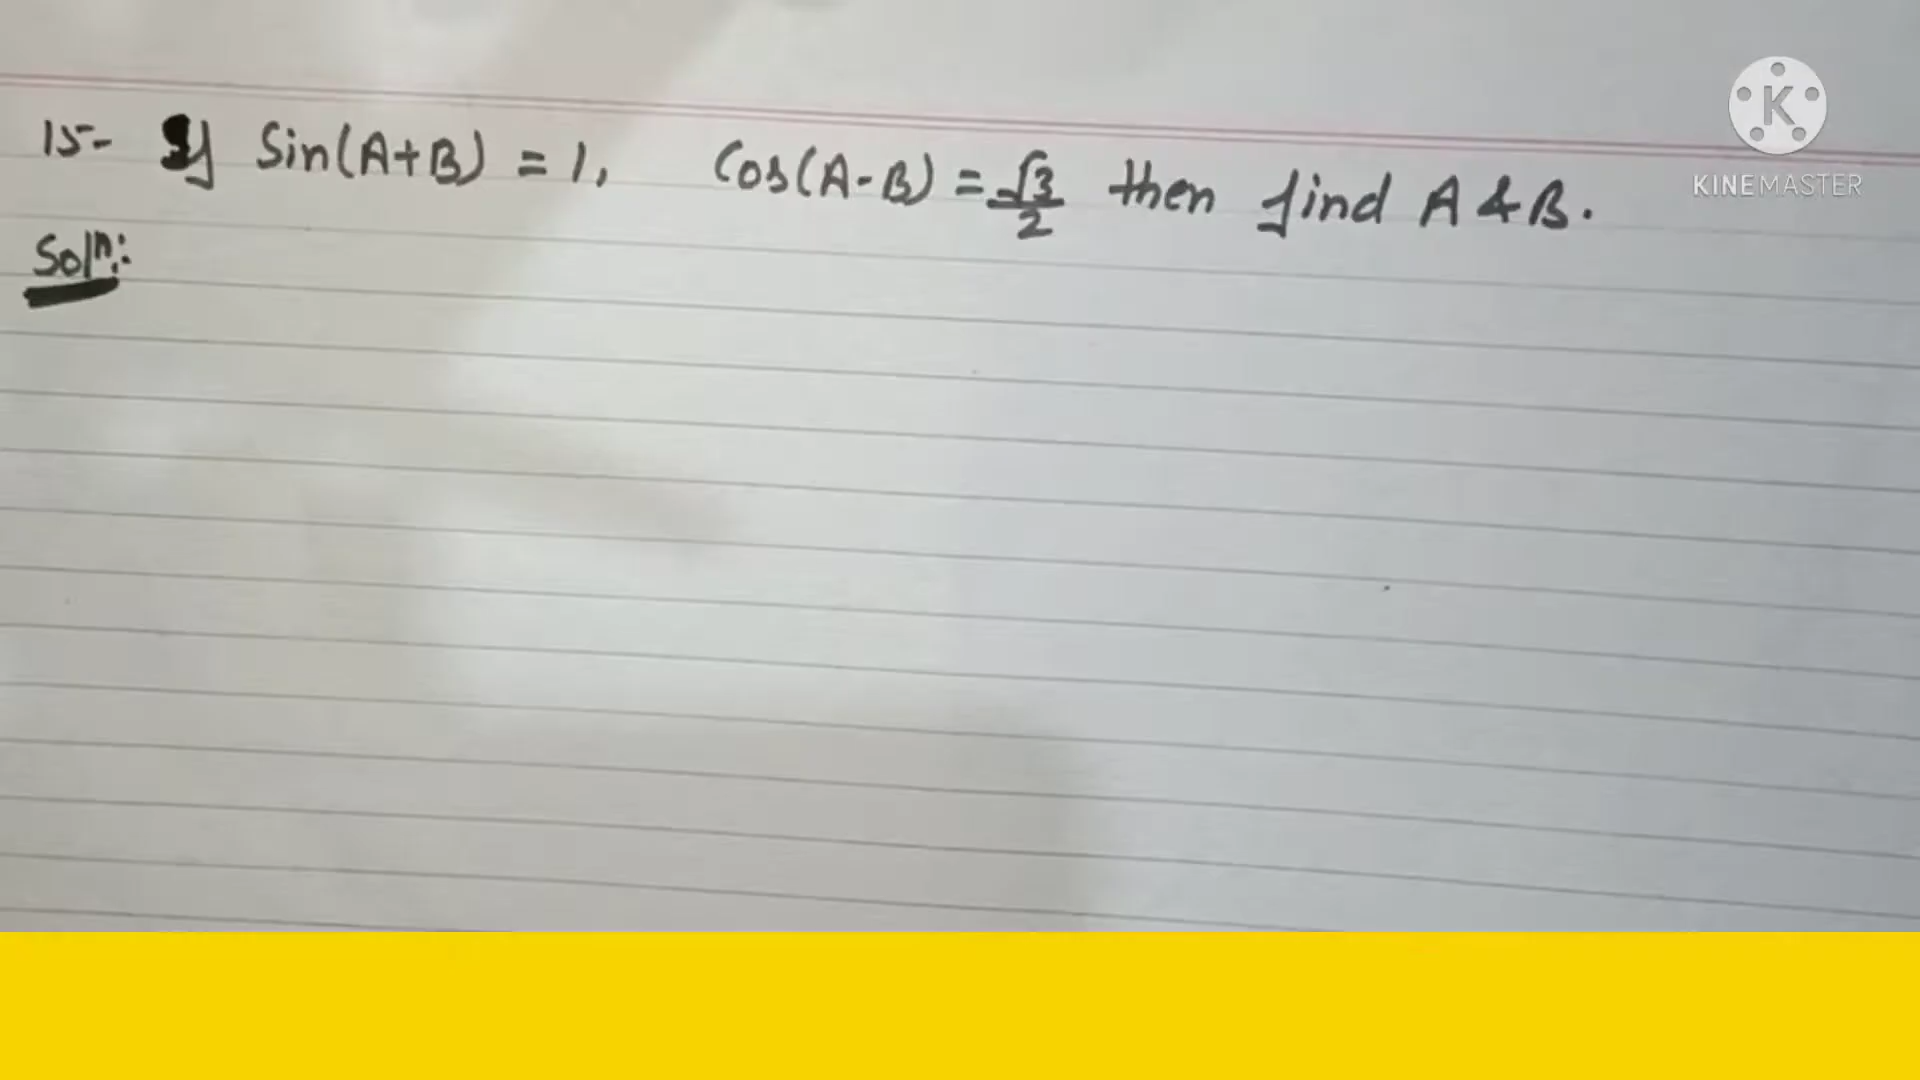 15- If Sin(A+B) = 1, Cos(A-B) = √3/2 then find A & B.
Solⁿ:
K
KINEMASTER